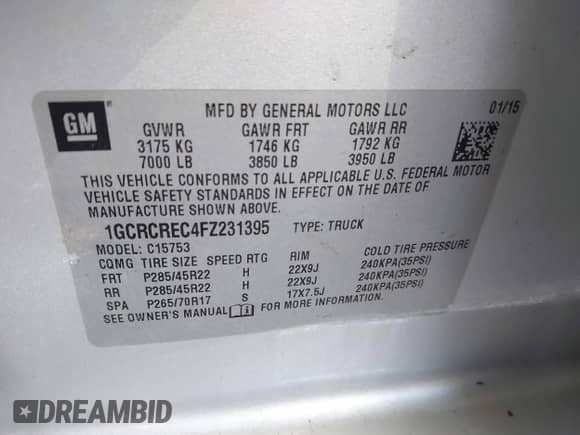 GM
MFD BY GENERAL MOTORS LLC 01/15
GVWR GAWR FRT GAWR RR
3175 KG 1746 KG 1792 KG
7000 LB 3850 LB 3950 LB
THIS VEHICLE CONFORMS TO ALL APPLICABLE U.S. FEDERAL MOTOR
VEHICLE SAFETY STANDARDS IN EFFECT ON THE DATE OF
MANUFACTURE SHOWN ABOVE.
1GCRCREC4FZ231395 TYPE: TRUCK
MODEL: C15753
CQMG TIRE SIZE SPEED RTG RIM COLD TIRE PRESSURE
FRT P285/45R22 H 22X9J 240KPA(35PSI)
RR P285/45R22 H 22X9J 240KPA(35PSI)
SPA P265/70R17 S 17X7.5J 240KPA(35PSI)
SEE OWNER'S MANUAL FOR MORE INFORMATION.
DREAMBID